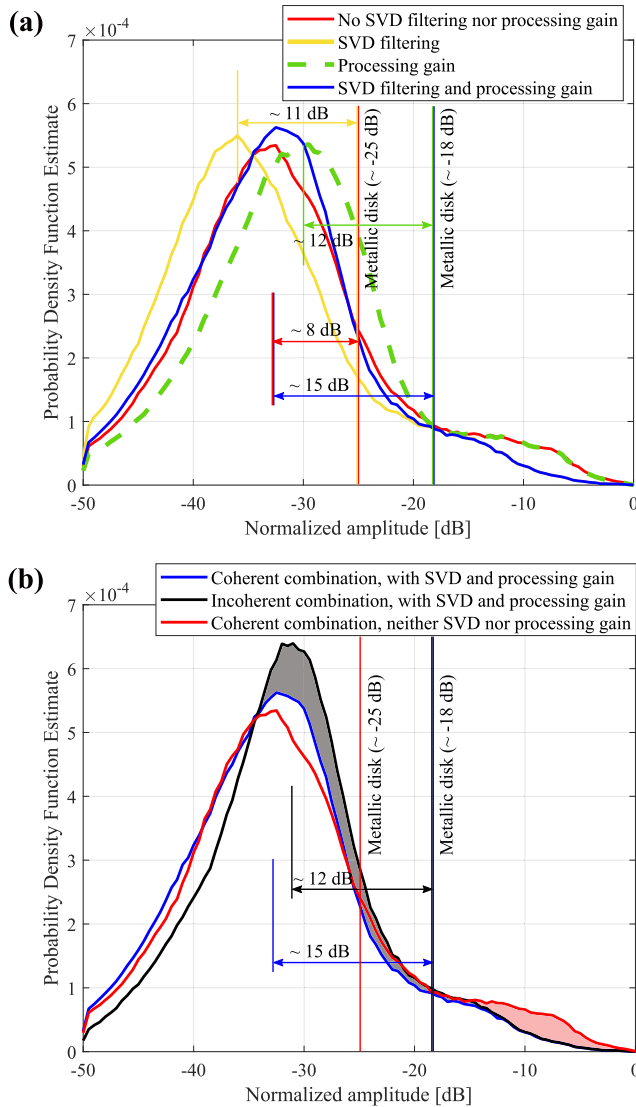 (a)
×10⁻⁴
No SVD filtering nor processing gain
SVD filtering
Processing gain
SVD filtering and processing gain
7
6
5
4
3
2
1
0
Probability Density Function Estimate
~ 11 dB
~ 12 dB
~ 8 dB
~ 15 dB
Metallic disk (~ -25 dB)
Metallic disk (~ -18 dB)
-50
-40
-30
-20
-10
0
Normalized amplitude [dB]
(b)
×10⁻⁴
Coherent combination, with SVD and processing gain
Incoherent combination, with SVD and processing gain
Coherent combination, neither SVD nor processing gain
7
6
5
4
3
2
1
0
Probability Density Function Estimate
~ 12 dB
~ 15 dB
Metallic disk (~ -25 dB)
Metallic disk (~ -18 dB)
-50
-40
-30
-20
-10
0
Normalized amplitude [dB]